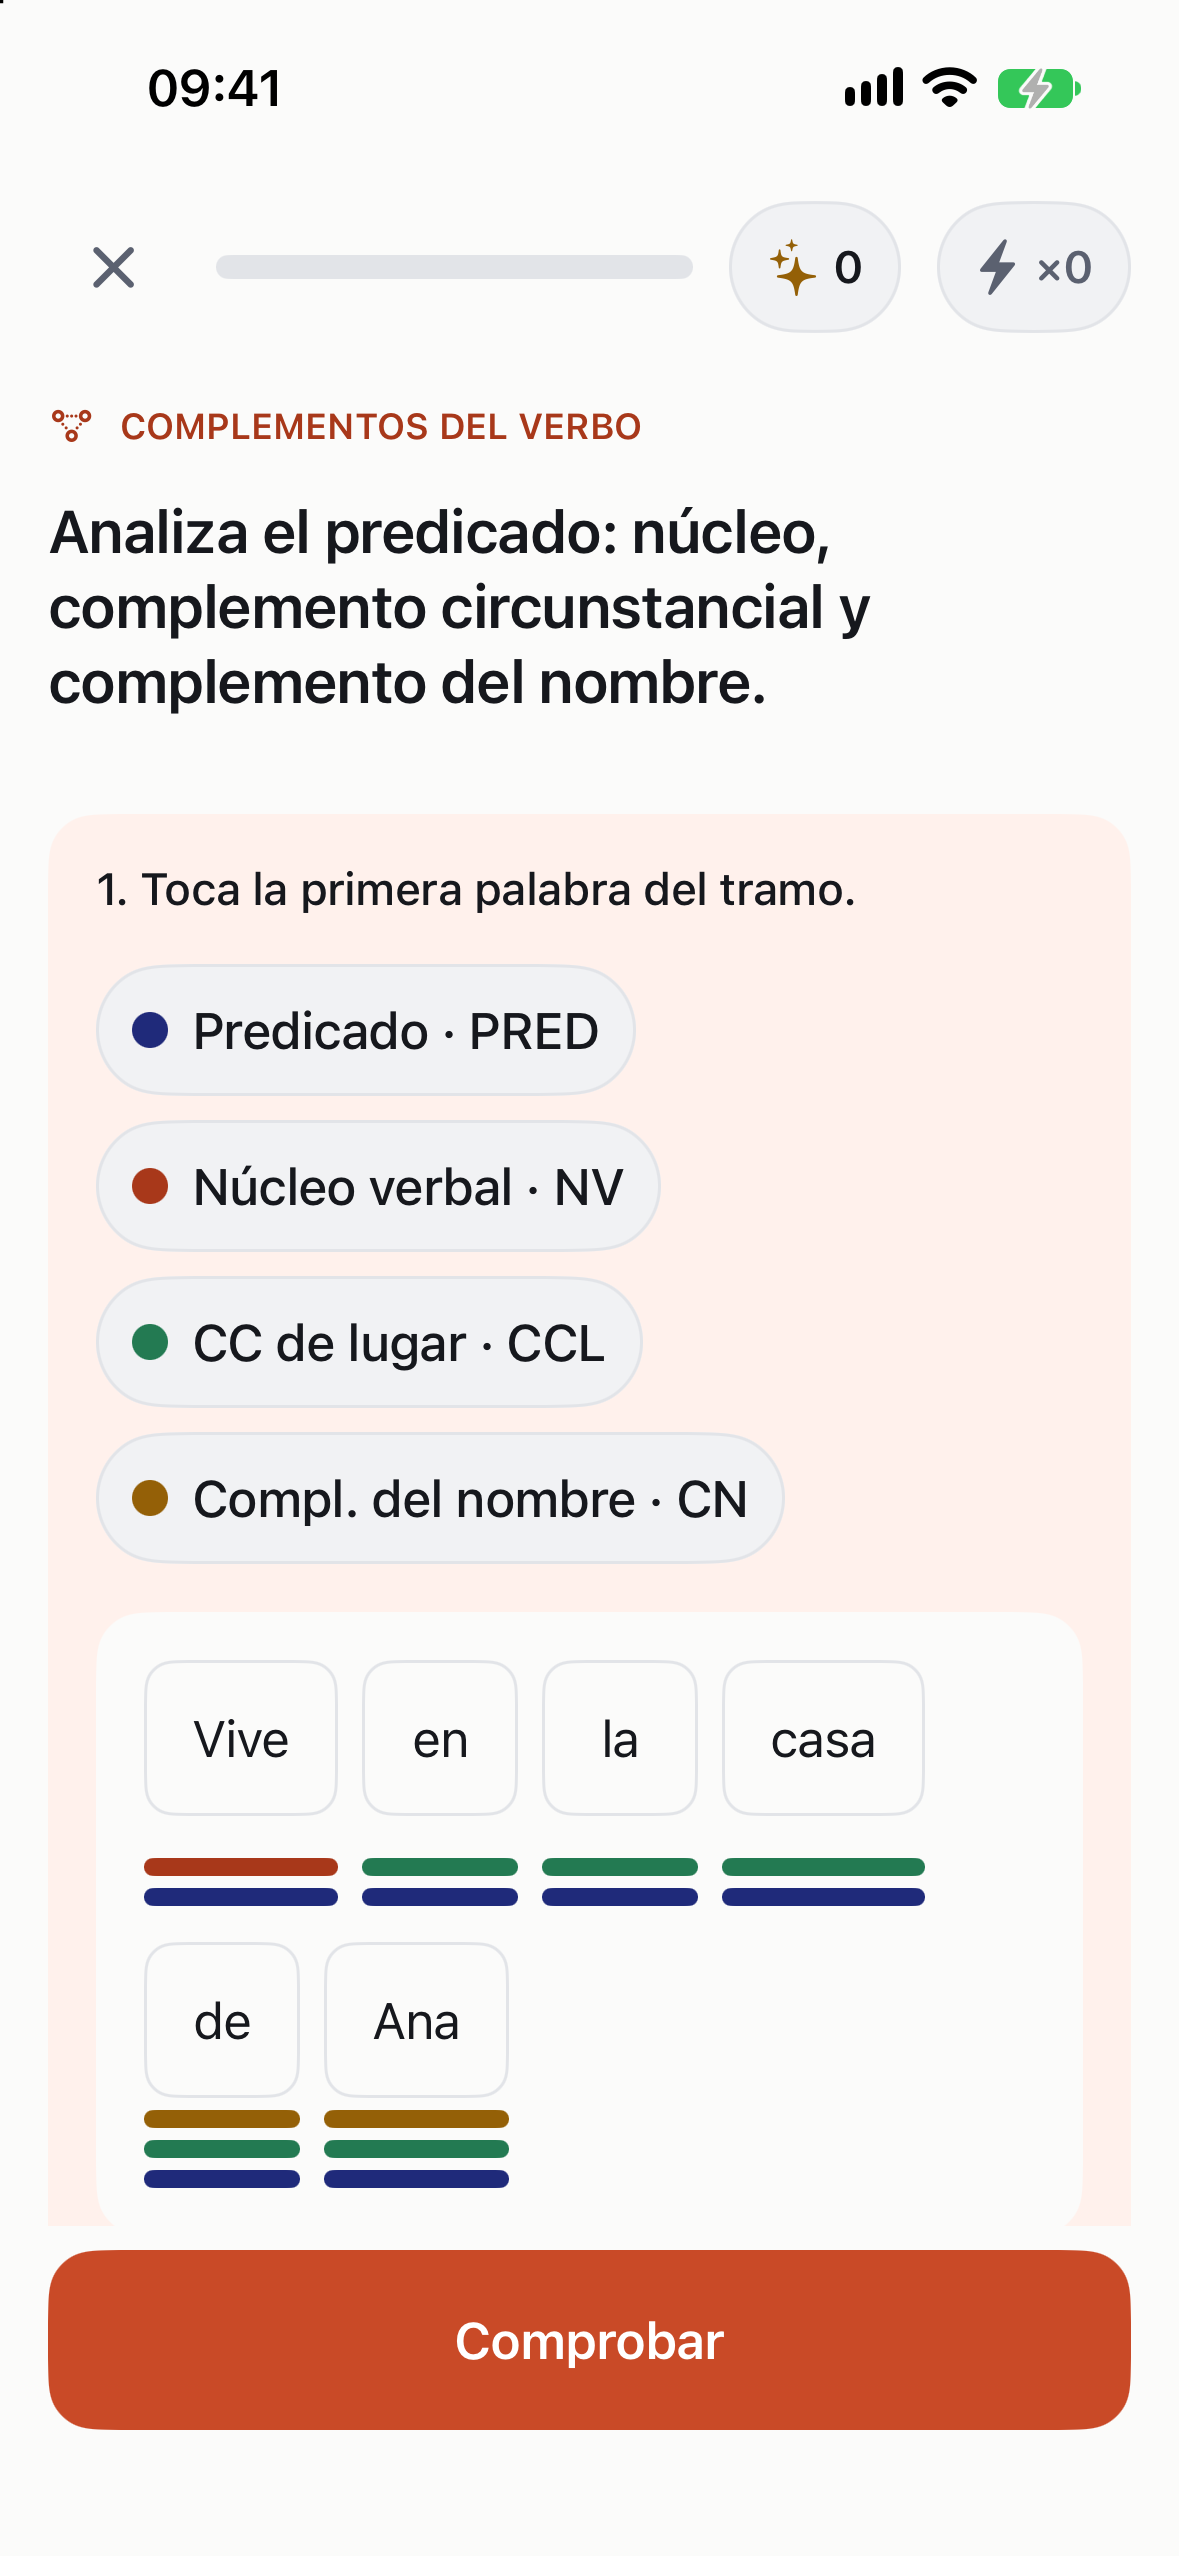 09:41
0
×0
COMPLEMENTOS DEL VERBO
Analiza el predicado: núcleo,
complemento circunstancial y
complemento del nombre.
1. Toca la primera palabra del tramo.
Predicado · PRED
Núcleo verbal · NV
CC de lugar · CCL
Compl. del nombre · CN
Vive en la casa
de Ana
Comprobar